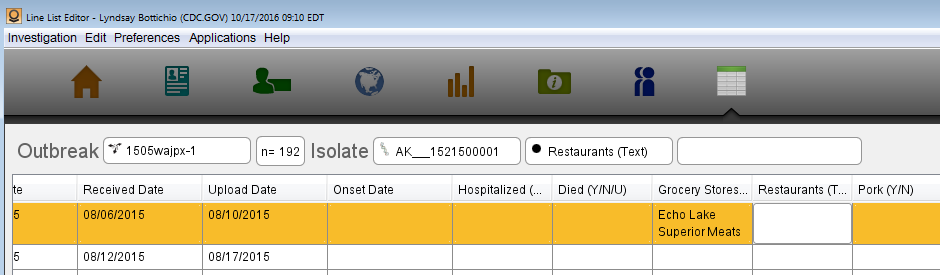 Line List Editor - Lyndsay Bottichio (CDC.GOV) 10/17/2016 09:10 EDT
Investigation Edit Preferences Applications Help
Outbreak 1505wajpx-1 n= 192 Isolate AK___1521500001 Restaurants (Text)
te Received Date Upload Date Onset Date Hospitalized (... Died (Y/N/U) Grocery Stores... Restaurants (T... Pork (Y/N)
5 08/06/2015 08/10/2015 Echo Lake
Superior Meats
5 08/12/2015 08/17/2015